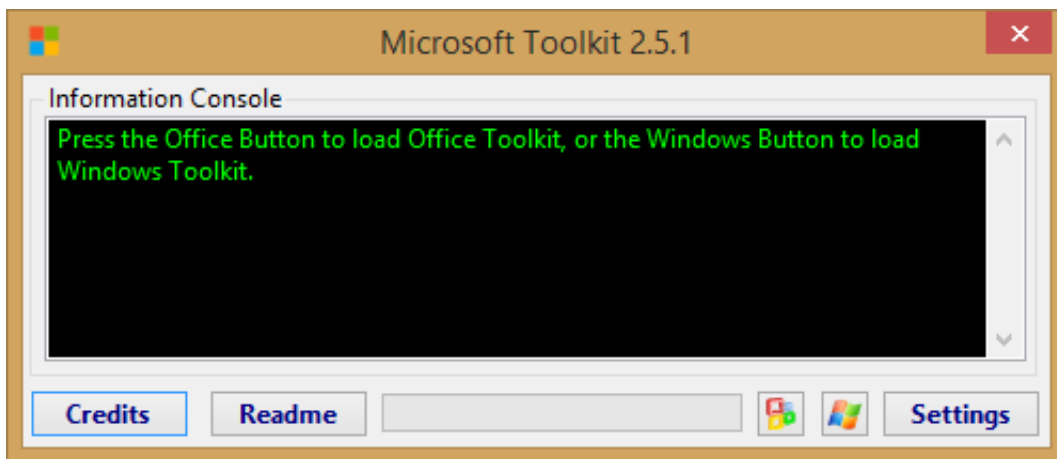 Microsoft Toolkit 2.5.1
Information Console
Press the Office Button to load Office Toolkit, or the Windows Button to load
Windows Toolkit.
Credits
Readme
Settings